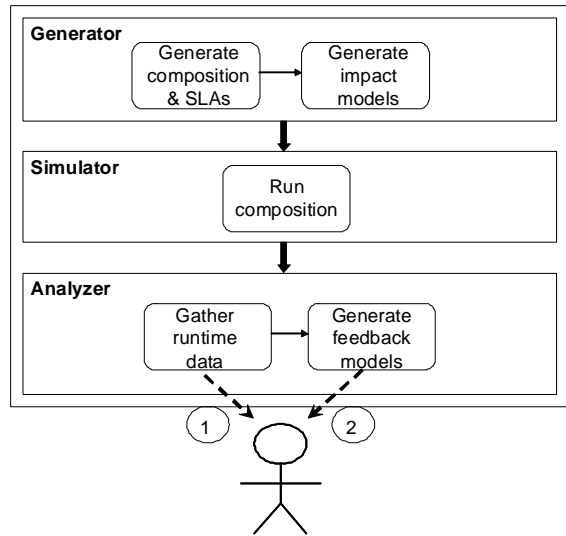 Generator
Generate
composition
& SLAs
Generate
impact
models
Simulator
Run
composition
Analyzer
Gather
runtime
data
Generate
feedback
models
1
2